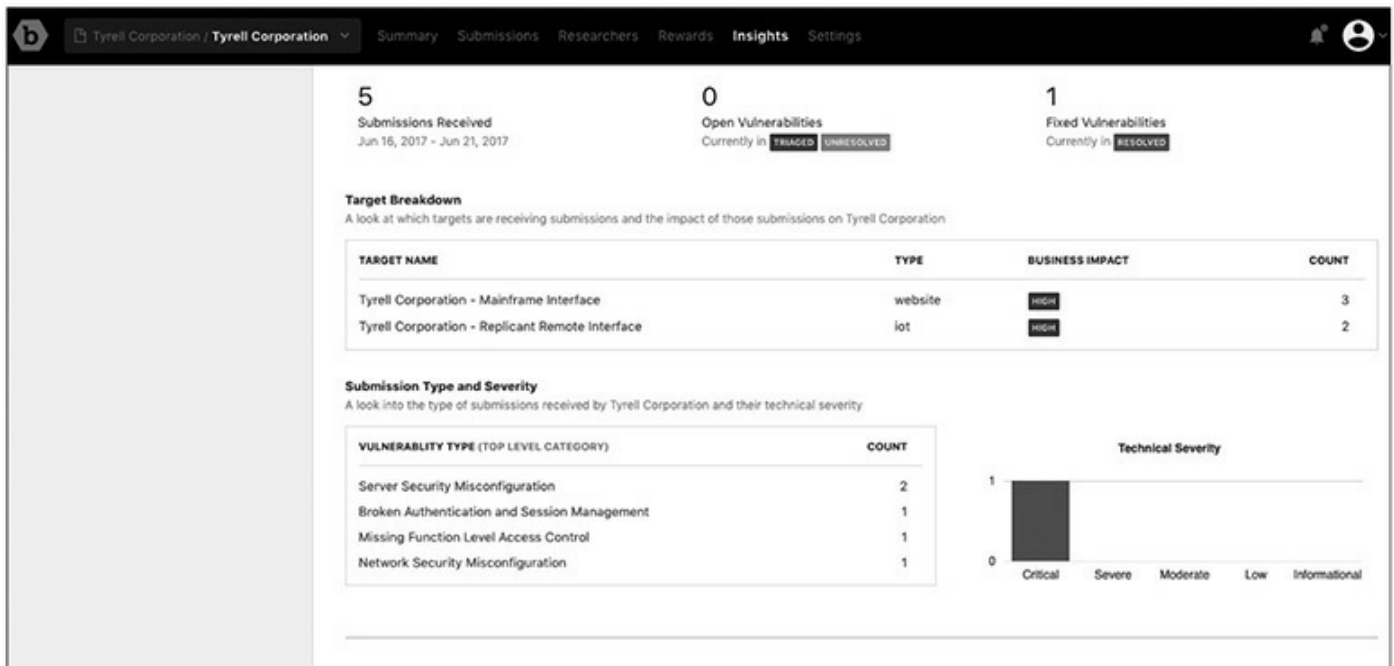 b Tyrell Corporation / Tyrell Corporation Summary Submissions Researchers Rewards Insights Settings
5 0 1
Submissions Received Open Vulnerabilities Fixed Vulnerabilities
Jun 16, 2017 - Jun 21, 2017 Currently in TRIAGED UNRESOLVED Currently in RESOLVED
Target Breakdown
A look at which targets are receiving submissions and the impact of those submissions on Tyrell Corporation
TARGET NAME TYPE BUSINESS IMPACT COUNT
Tyrell Corporation - Mainframe Interface website HIGH 3
Tyrell Corporation - Replicant Remote Interface iot HIGH 2
Submission Type and Severity
A look into the type of submissions received by Tyrell Corporation and their technical severity
VULNERABLITY TYPE (TOP LEVEL CATEGORY) COUNT
Server Security Misconfiguration 2
Broken Authentication and Session Management 1
Missing Function Level Access Control 1
Network Security Misconfiguration 1
Technical Severity
1
0
Critical Severe Moderate Low Informational